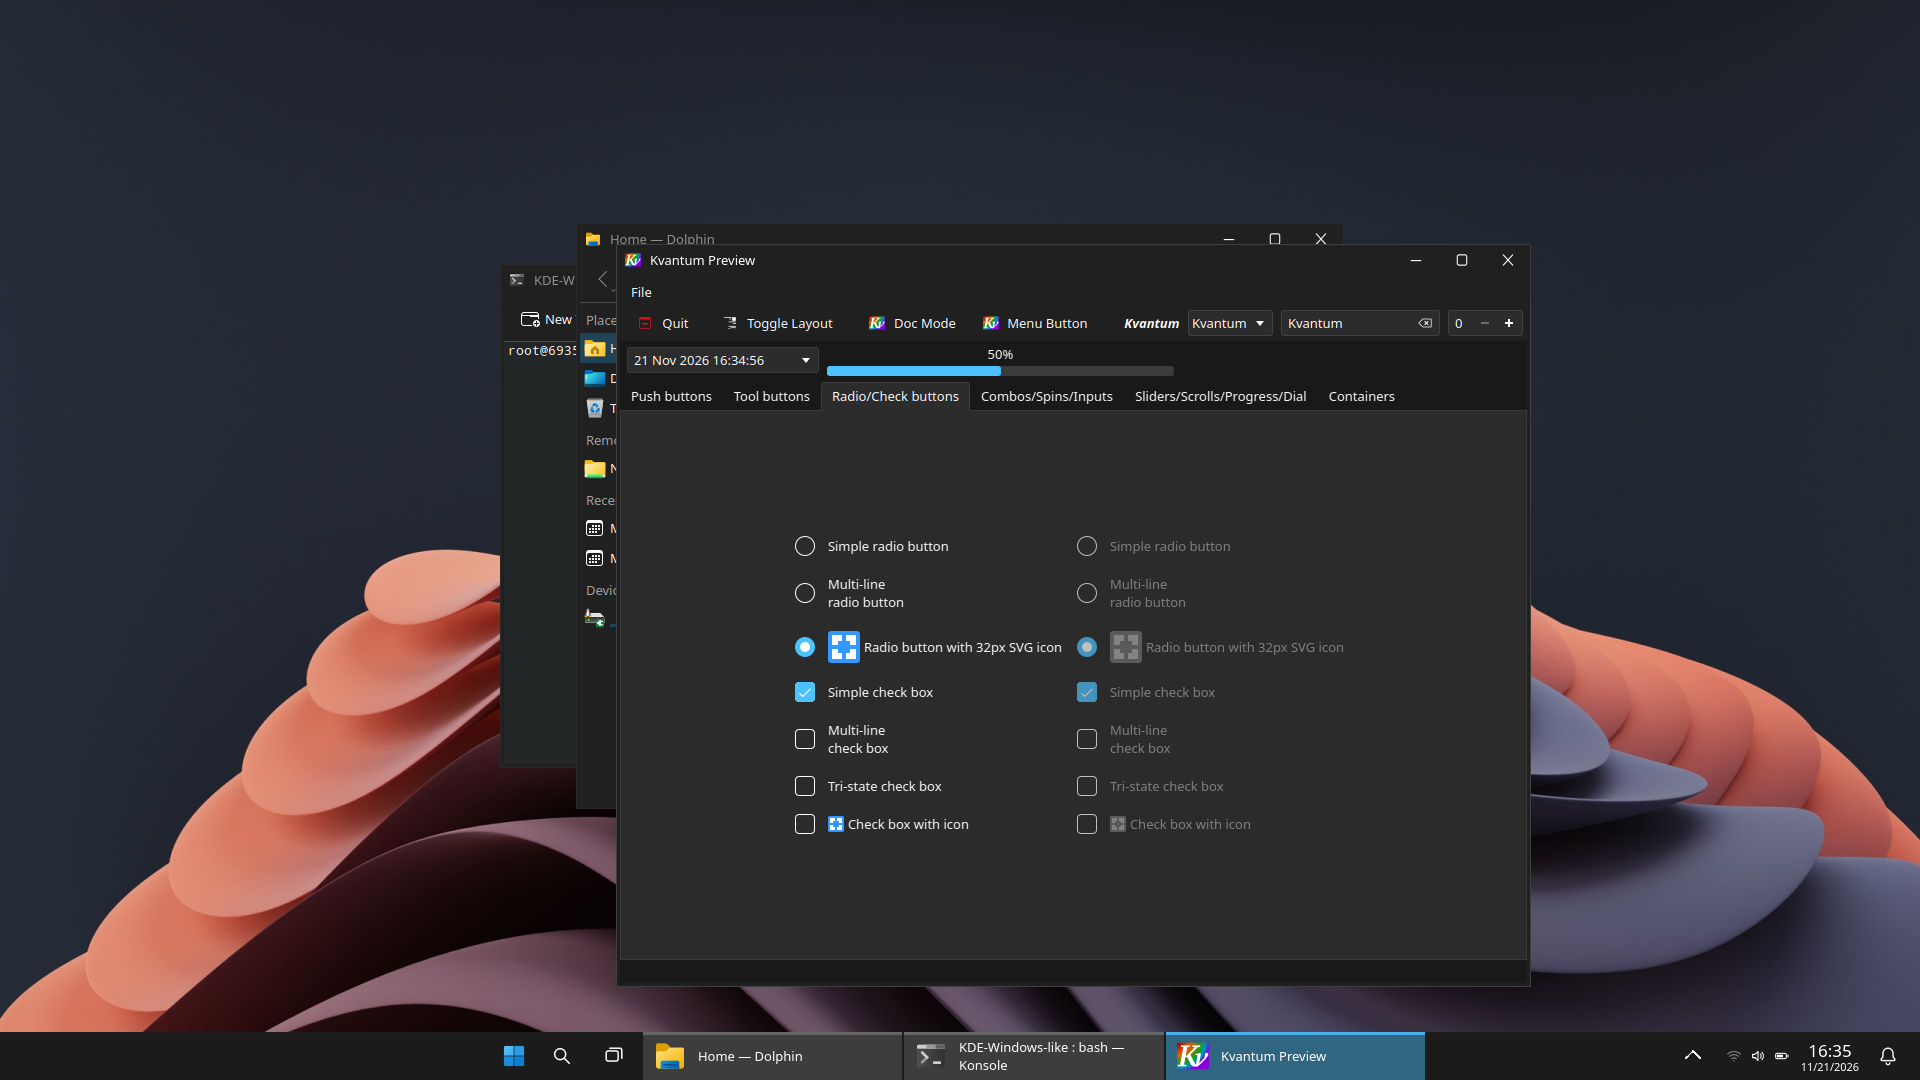 Home — Dolphin
Kvantum Preview
KDE-W
File
New
Quit
Toggle Layout
Doc Mode
Menu Button
Kvantum
Kvantum
Kvantum
0
Place
root@6935
21 Nov 2026 16:34:56
50%
Push buttons
Tool buttons
Radio/Check buttons
Combos/Spins/Inputs
Sliders/Scrolls/Progress/Dial
Containers
Remo
Rece
Devic
Simple radio button
Simple radio button
Multi-line
radio button
Multi-line
radio button
Radio button with 32px SVG icon
Radio button with 32px SVG icon
Simple check box
Simple check box
Multi-line
check box
Multi-line
check box
Tri-state check box
Tri-state check box
Check box with icon
Check box with icon
Home — Dolphin
KDE-Windows-like : bash —
Konsole
Kvantum Preview
16:35
11/21/2026